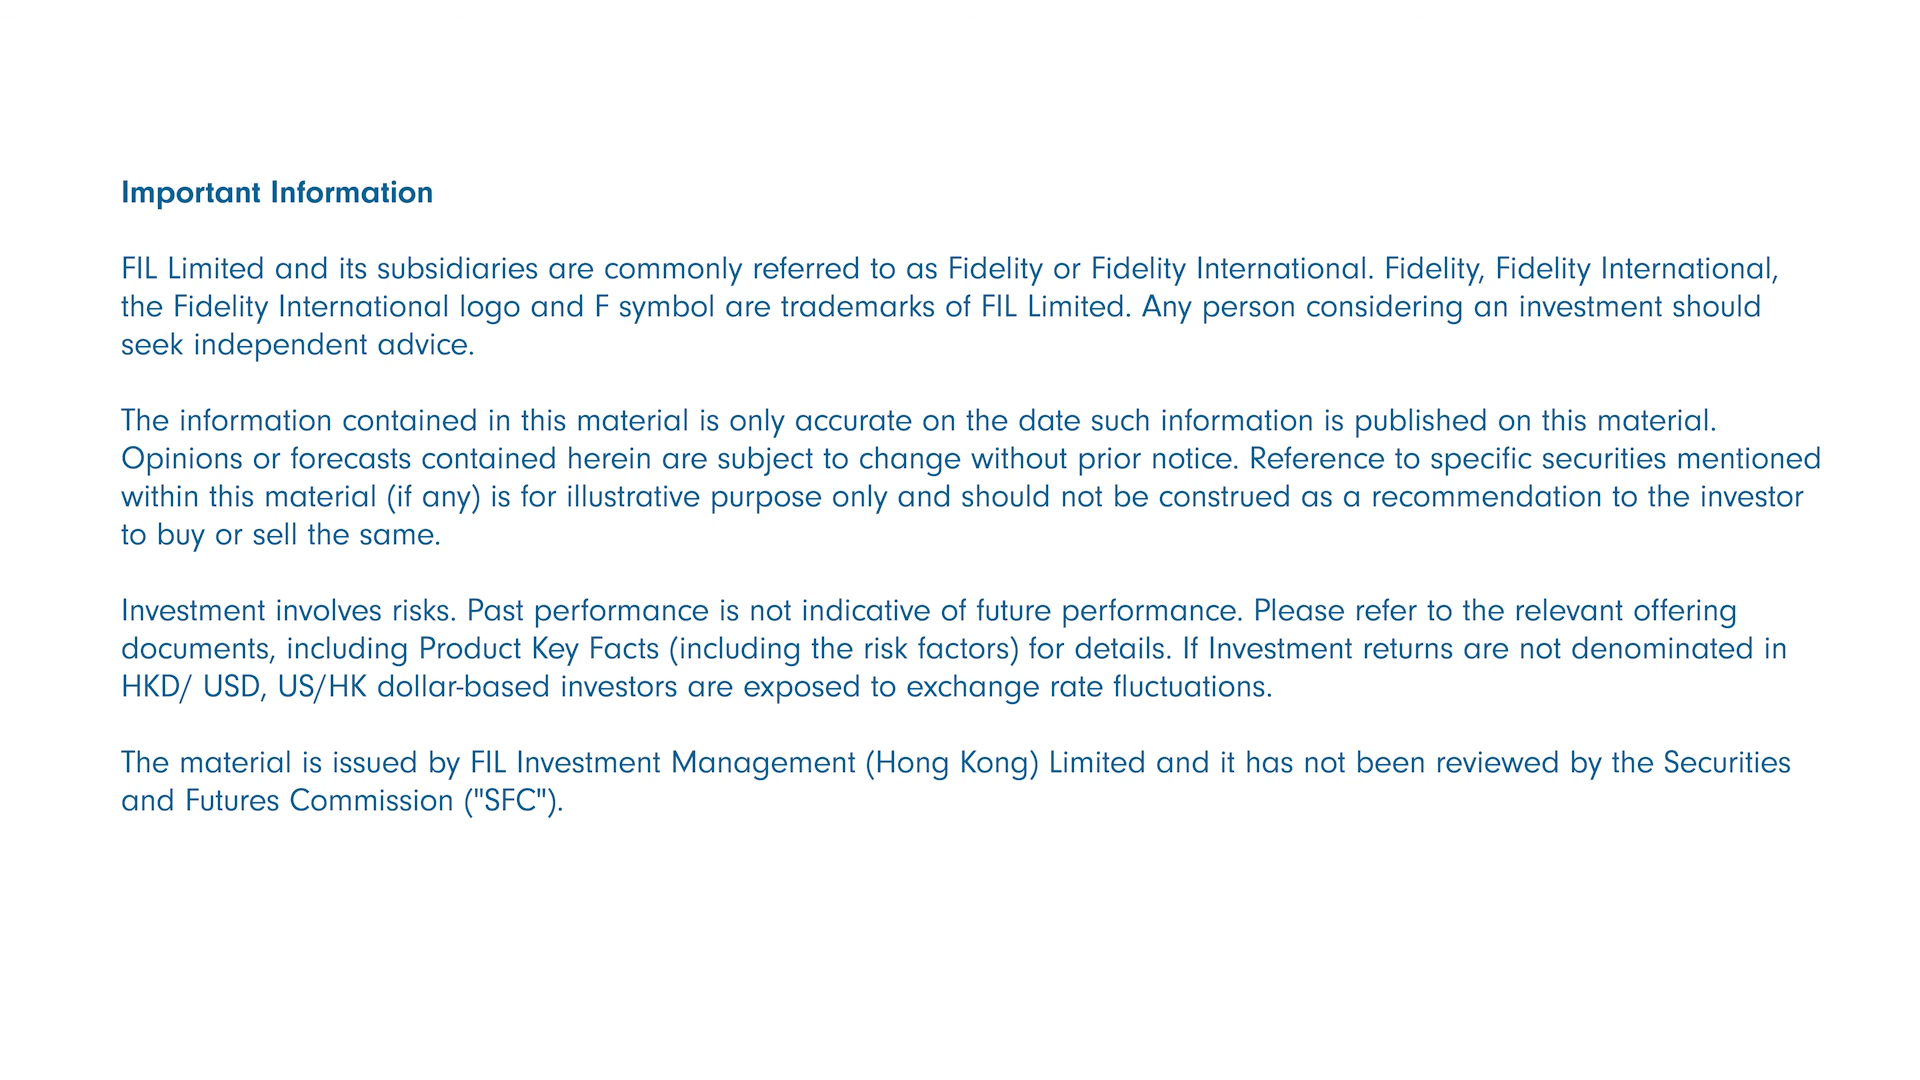 Important Information
FIL Limited and its subsidiaries are commonly referred to as Fidelity or Fidelity International. Fidelity, Fidelity International,
the Fidelity International logo and F symbol are trademarks of FIL Limited. Any person considering an investment should
seek independent advice.
The information contained in this material is only accurate on the date such information is published on this material.
Opinions or forecasts contained herein are subject to change without prior notice. Reference to specific securities mentioned
within this material (if any) is for illustrative purpose only and should not be construed as a recommendation to the investor
to buy or sell the same.
Investment involves risks. Past performance is not indicative of future performance. Please refer to the relevant offering
documents, including Product Key Facts (including the risk factors) for details. If Investment returns are not denominated in
HKD/ USD, US/HK dollar-based investors are exposed to exchange rate fluctuations.
The material is issued by FIL Investment Management (Hong Kong) Limited and it has not been reviewed by the Securities
and Futures Commission ("SFC").